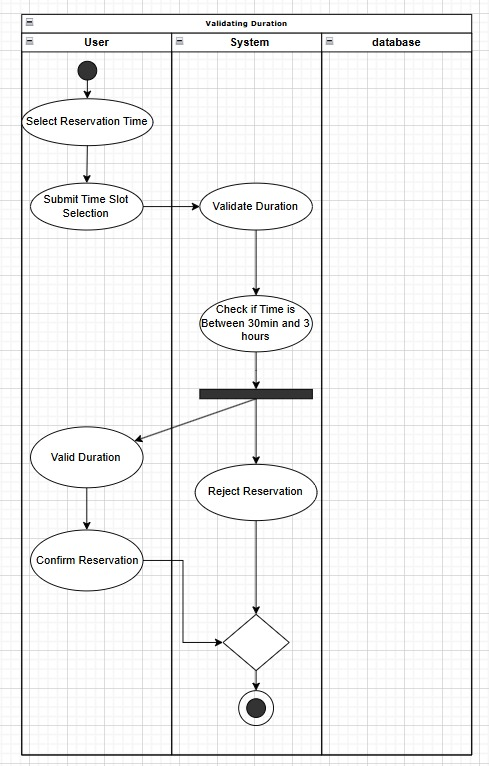 Validating Duration
User
System
database
Select Reservation Time
Submit Time Slot
Selection
Validate Duration
Check if Time is
Between 30min and 3
hours
Valid Duration
Reject Reservation
Confirm Reservation